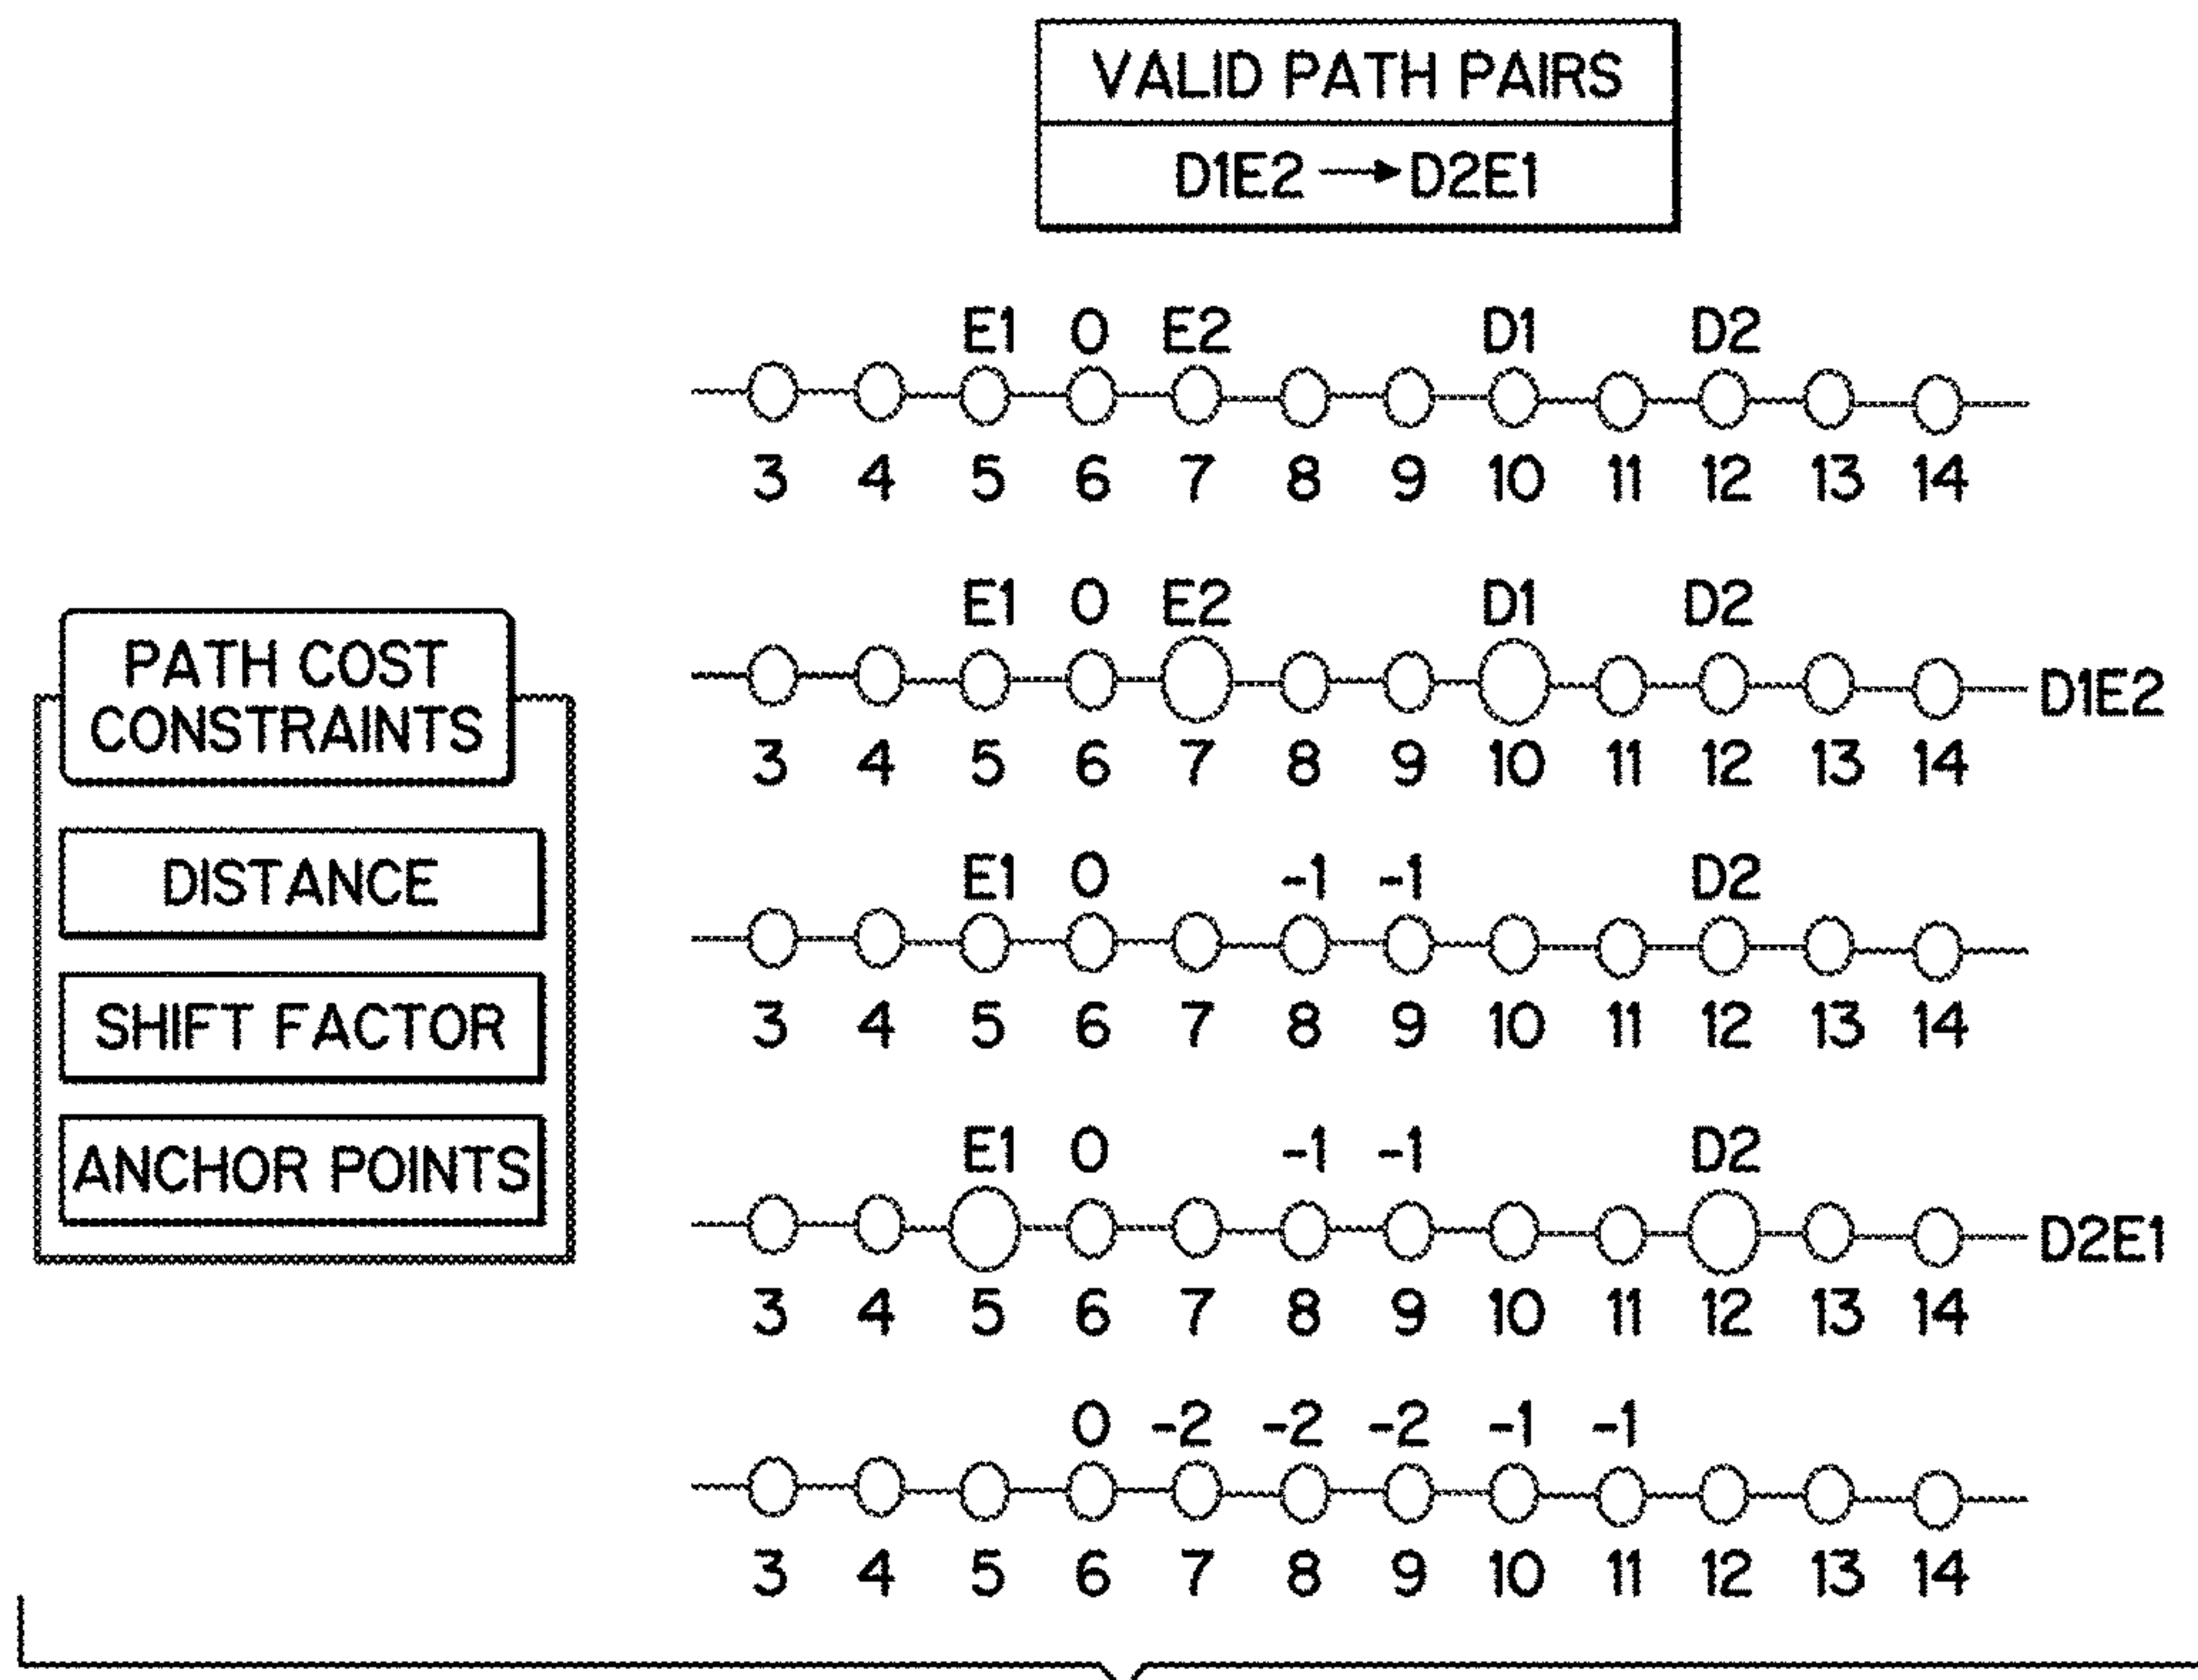 VALID PATH PAIRS
D1E2 → D2E1
E1 0 E2 D1 D2
3 4 5 6 7 8 9 10 11 12 13 14
E1 0 E2 D1 D2
D1E2
3 4 5 6 7 8 9 10 11 12 13 14
PATH COST
CONSTRAINTS
DISTANCE
SHIFT FACTOR
ANCHOR POINTS
E1 0 -1 -1 D2
3 4 5 6 7 8 9 10 11 12 13 14
E1 0 -1 -1 D2
D2E1
3 4 5 6 7 8 9 10 11 12 13 14
0 -2 -2 -2 -1 -1
3 4 5 6 7 8 9 10 11 12 13 14